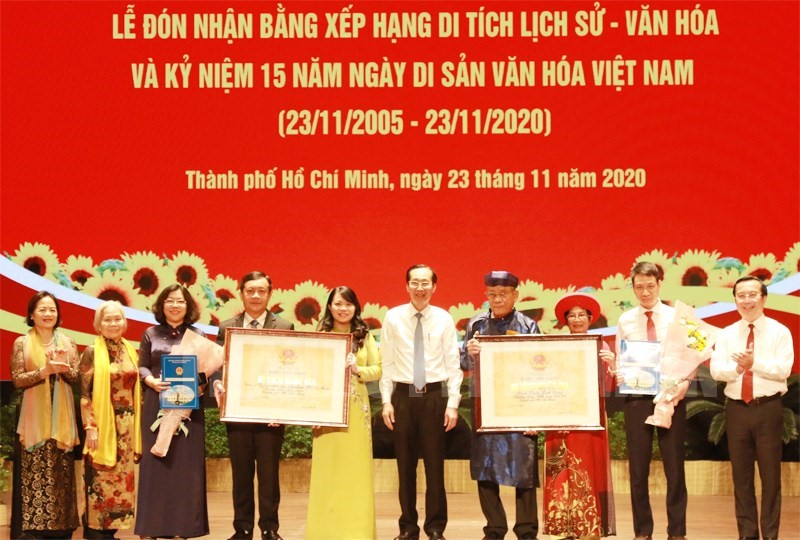 LỄ ĐÓN NHẬN BẰNG XẾP HẠNG DI TÍCH LỊCH SỬ - VĂN HÓA
VÀ KỶ NIỆM 15 NĂM NGÀY DI SẢN VĂN HÓA VIỆT NAM
(23/11/2005 - 23/11/2020)
Thành phố Hồ Chí Minh, ngày 23 tháng 11 năm 2020